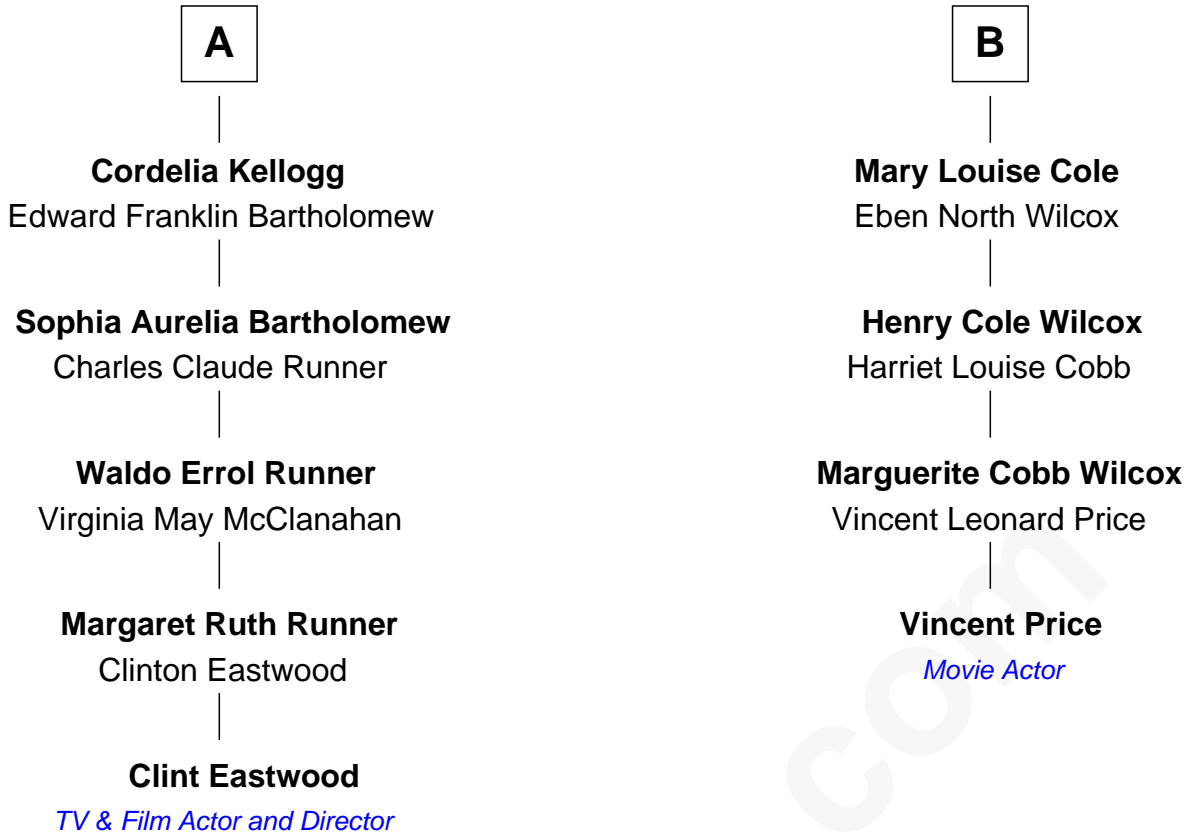 A
Cordelia Kellogg
Edward Franklin Bartholomew
Sophia Aurelia Bartholomew
Charles Claude Runner
Waldo Errol Runner
Virginia May McClanahan
Margaret Ruth Runner
Clinton Eastwood
Clint Eastwood
TV & Film Actor and Director
B
Mary Louise Cole
Eben North Wilcox
Henry Cole Wilcox
Harriet Louise Cobb
Marguerite Cobb Wilcox
Vincent Leonard Price
Vincent Price
Movie Actor
com